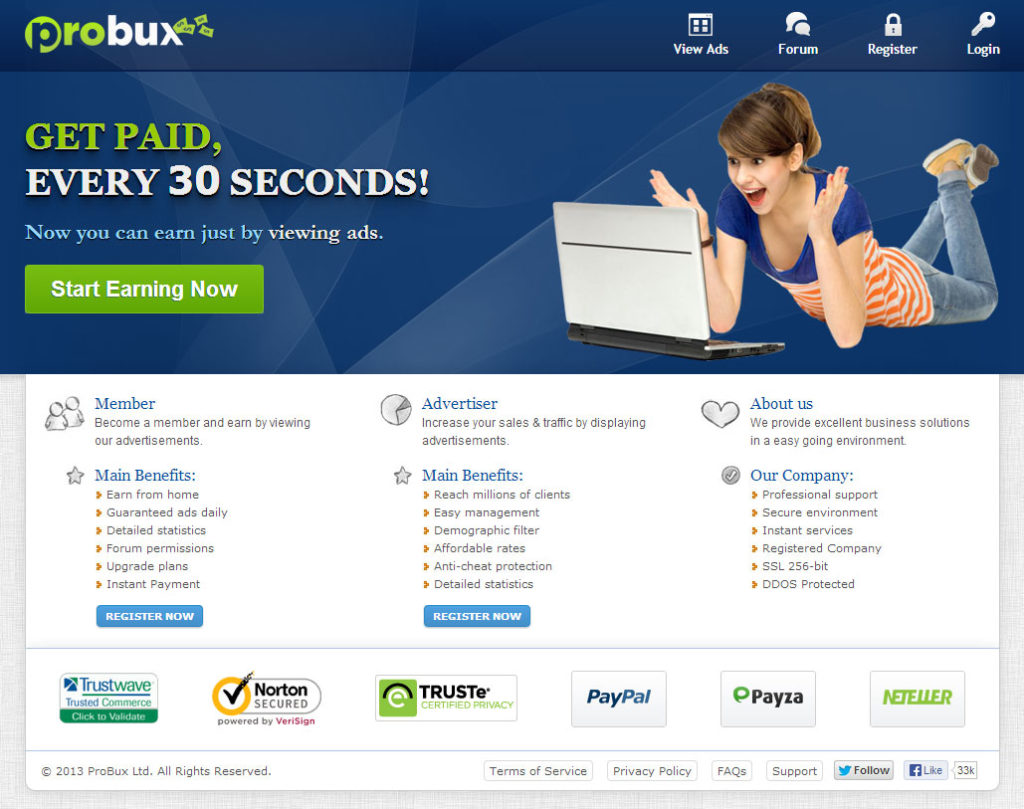 probux
View Ads
Forum
Register
Login
GET PAID,
EVERY 30 SECONDS!
Now you can earn just by viewing ads.
Start Earning Now
Member
Become a member and earn by viewing
our advertisements.
Main Benefits:
Earn from home
Guaranteed ads daily
Detailed statistics
Forum permissions
Upgrade plans
Instant Payment
REGISTER NOW
Advertiser
Increase your sales & traffic by displaying
advertisements.
Main Benefits:
Reach millions of clients
Easy management
Demographic filter
Affordable rates
Anti-cheat protection
Detailed statistics
REGISTER NOW
About us
We provide excellent business solutions
in a easy going environment.
Our Company:
Professional support
Secure environment
Instant services
Registered Company
SSL 256-bit
DDOS Protected
Trustwave
Trusted Commerce
Click to Validate
Norton
SECURED
powered by VeriSign
TRUSTe
CERTIFIED PRIVACY
PayPal
Payza
NETELLER
© 2013 ProBux Ltd. All Rights Reserved.
Terms of Service
Privacy Policy
FAQs
Support
Follow
Like
33k